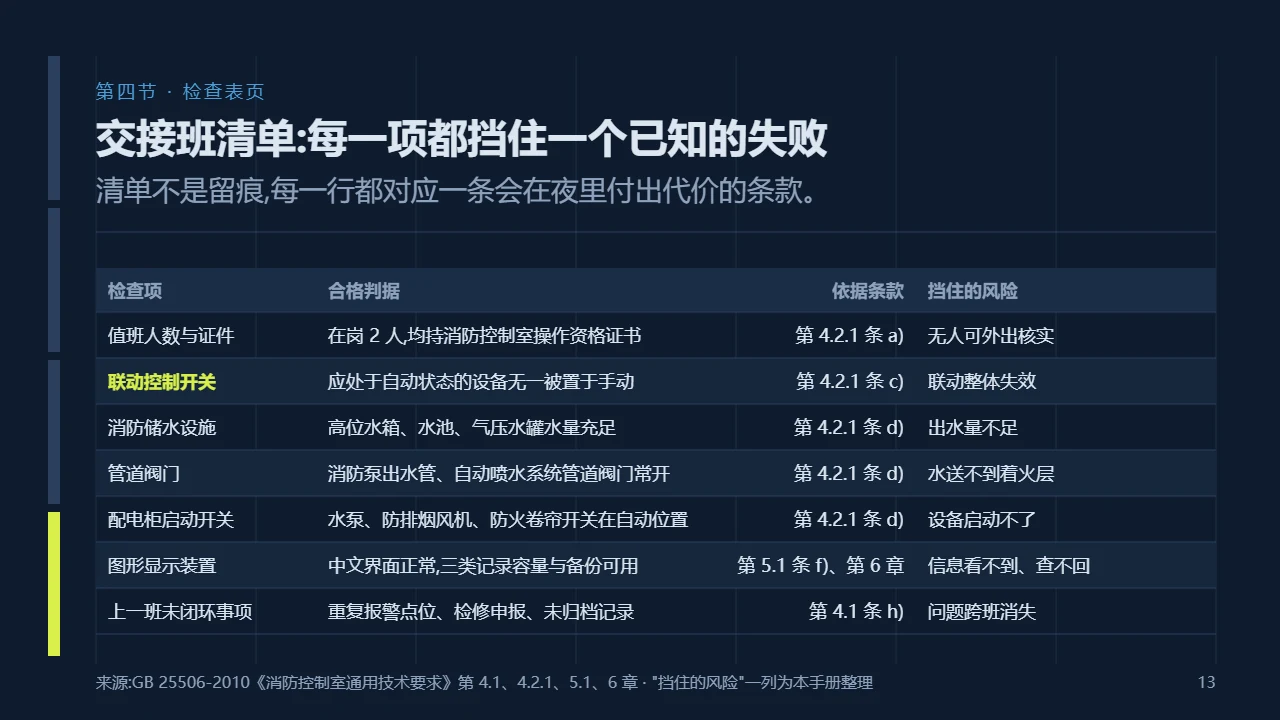 第四节 · 检查表页
交接班清单:每一项都挡住一个已知的失败
清单不是留痕,每一行都对应一条会在夜里付出代价的条款。
检查项 合格判据 依据条款 挡住的风险
值班人数与证件 在岗 2 人,均持消防控制室操作资格证书 第 4.2.1 条 a) 无人可外出核实
联动控制开关 应处于自动状态的设备无一被置于手动 第 4.2.1 条 c) 联动整体失效
消防储水设施 高位水箱、水池、气压水罐水量充足 第 4.2.1 条 d) 出水量不足
管道阀门 消防泵出水管、自动喷水系统管道阀门常开 第 4.2.1 条 d) 水送不到着火层
配电柜启动开关 水泵、防排烟风机、防火卷帘开关在自动位置 第 4.2.1 条 d) 设备启动不了
图形显示装置 中文界面正常,三类记录容量与备份可用 第 5.1 条 f)、第 6 章 信息看不到、查不回
上一班未闭环事项 重复报警点位、检修申报、未归档记录 第 4.1 条 h) 问题跨班消失
来源:GB 25506-2010《消防控制室通用技术要求》第 4.1、4.2.1、5.1、6 章 · "挡住的风险"一列为本手册整理 13